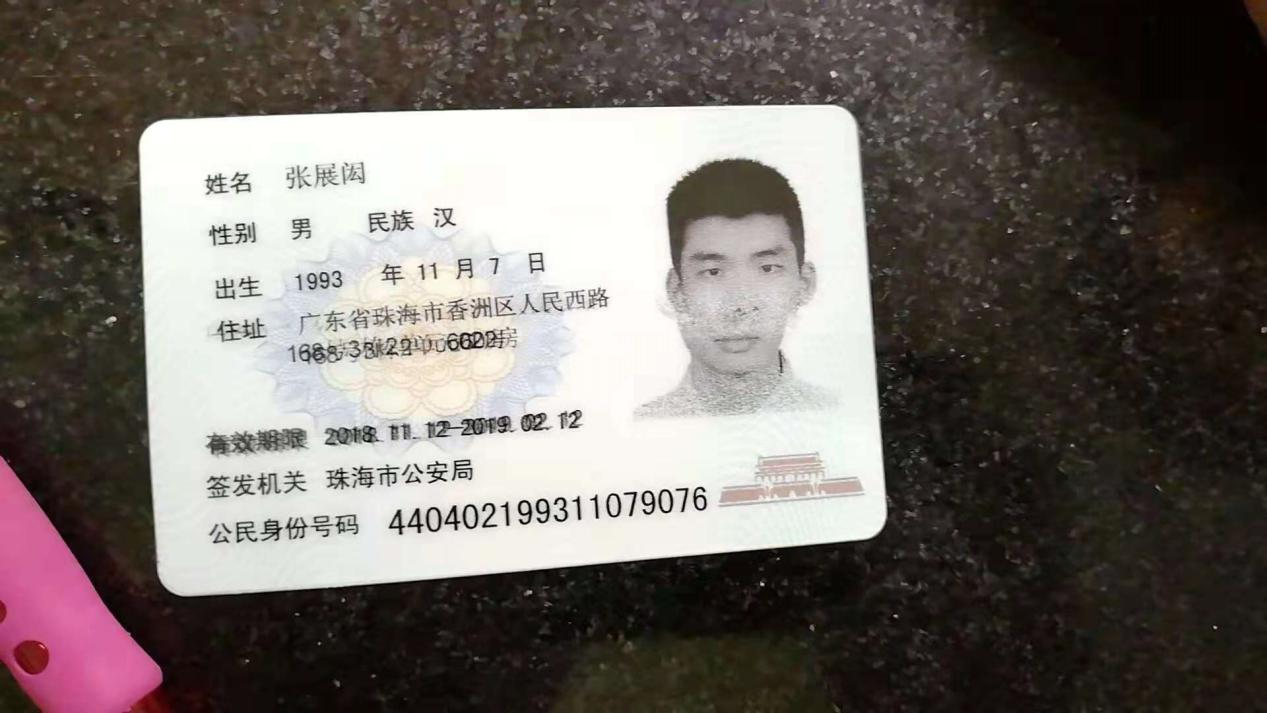 姓名 张展闳
性别 男 民族 汉
出生 1993 年 11 月 7 日
住址 广东省珠海市香洲区人民西路
有效期限 2018.11.12-2019.02.12
签发机关 珠海市公安局
公民身份号码 440402199311079076